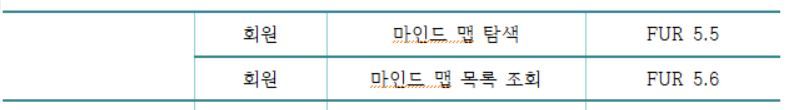 회원 마인드 맵 탐색 FUR 5.5
회원 마인드 맵 목록 조회 FUR 5.6